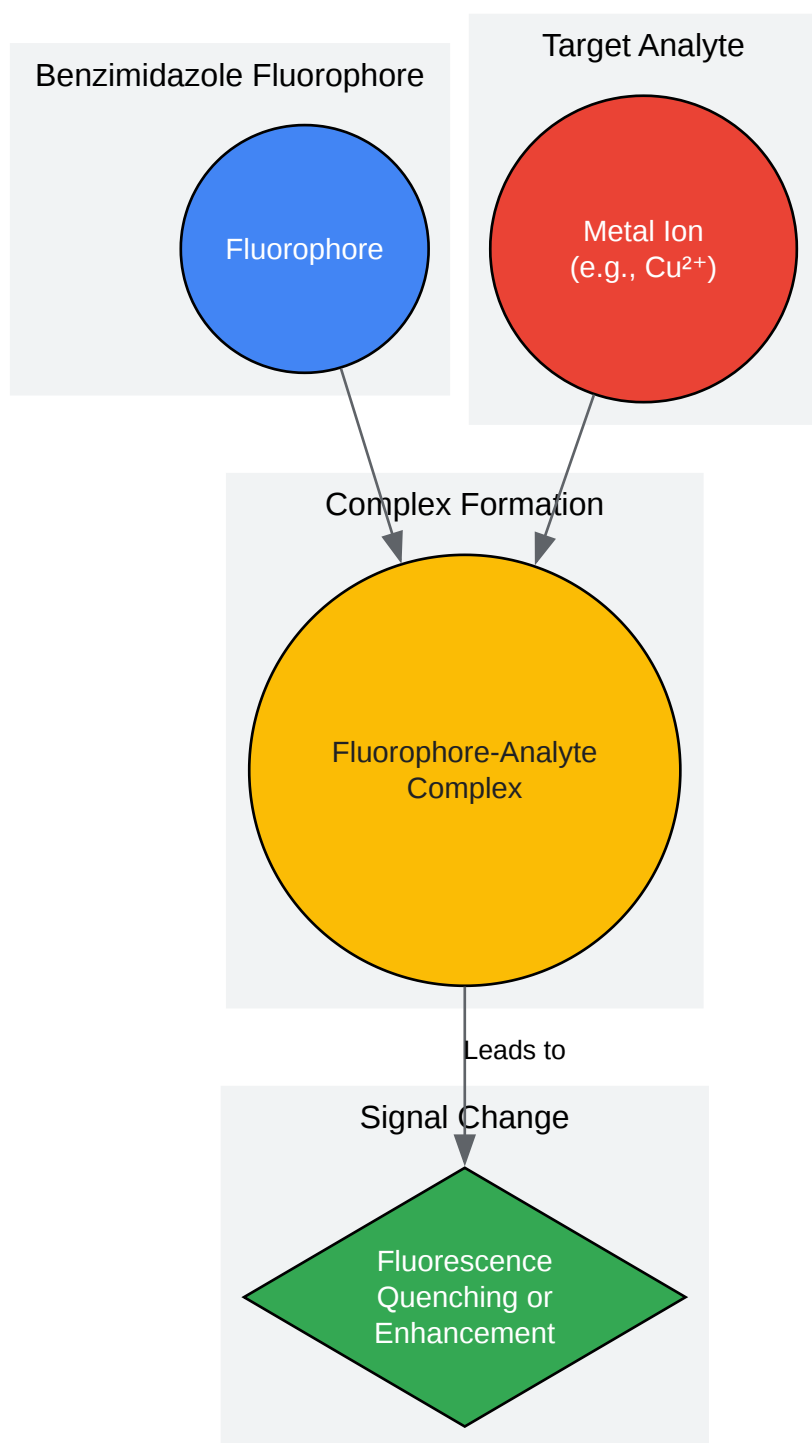 Benzimidazole Fluorophore
Target Analyte
Fluorophore
Metal Ion
(e.g., Cu²⁺)
Complex Formation
Fluorophore-Analyte
Complex
Leads to
Signal Change
Fluorescence
Quenching or
Enhancement